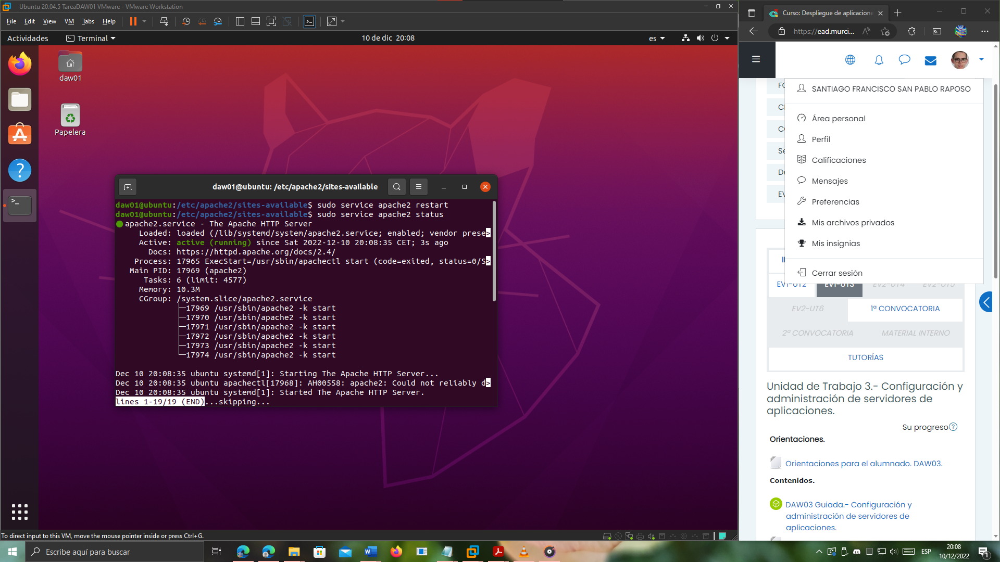 Ubuntu 20.04.5 TareaDAW01 VMware - VMware Workstation
File Edit View VM Tabs Help
Actividades
Terminal
10 de dic 20:08
es
daw01
Papelera
daw01@ubuntu: /etc/apache2/sites-available
daw01@ubuntu:/etc/apache2/sites-available$ sudo service apache2 restart
daw01@ubuntu:/etc/apache2/sites-available$ sudo service apache2 status
apache2.service - The Apache HTTP Server
Loaded: loaded (/lib/systemd/system/apache2.service; enabled; vendor prese>
Active: active (running) since Sat 2022-12-10 20:08:35 CET; 3s ago
Docs: https://httpd.apache.org/docs/2.4/
Process: 17965 ExecStart=/usr/sbin/apachectl start (code=exited, status=0/S>
Main PID: 17969 (apache2)
Tasks: 6 (limit: 4577)
Memory: 10.3M
CGroup: /system.slice/apache2.service
├─17969 /usr/sbin/apache2 -k start
├─17970 /usr/sbin/apache2 -k start
├─17971 /usr/sbin/apache2 -k start
├─17972 /usr/sbin/apache2 -k start
├─17973 /usr/sbin/apache2 -k start
└─17974 /usr/sbin/apache2 -k start
Dec 10 20:08:35 ubuntu systemd[1]: Starting The Apache HTTP Server...
Dec 10 20:08:35 ubuntu apachectl[17968]: AH00558: apache2: Could not reliably d>
Dec 10 20:08:35 ubuntu systemd[1]: Started The Apache HTTP Server.
lines 1-19/19 (END)...skipping...
To direct input to this VM, move the mouse pointer inside or press Ctrl+G.
Curso: Despliegue de aplicacione
https://ead.murci...
SANTIAGO FRANCISCO SAN PABLO RAPOSO
Área personal
Perfil
Calificaciones
Mensajes
Preferencias
Mis archivos privados
Mis insignias
Cerrar sesión
EV1-UT2
EV1-UT3
EV2-UT4
EV2-UT5
EV2-UT6
1ª CONVOCATORIA
2ª CONVOCATORIA
MATERIAL INTERNO
TUTORÍAS
Unidad de Trabajo 3.- Configuración y
administración de servidores de
aplicaciones.
Su progreso
Orientaciones.
Orientaciones para el alumnado. DAW03.
Contenidos.
DAW03 Guiada.- Configuración y
administración de servidores de
aplicaciones.
Escribe aquí para buscar
ESP
20:08
10/12/2022
1